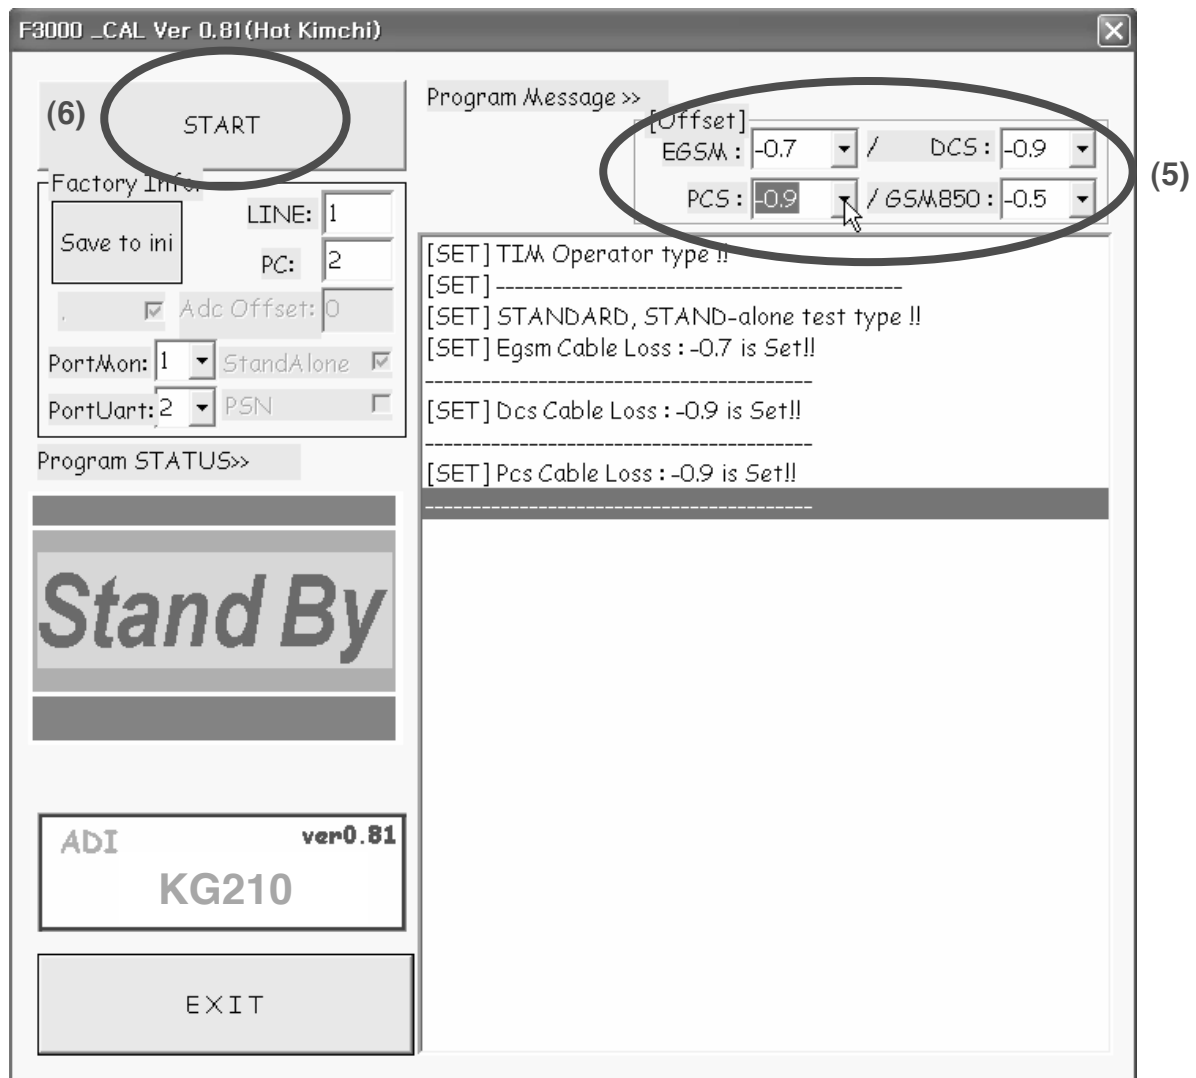 F3000 _CAL Ver 0.81(Hot Kimchi)
(6)
START
Program Message >>
[Offset]
EGSM : -0.7 / DCS : -0.9
PCS : -0.9 / GSM850 : -0.5
(5)
Factory Infor
Save to ini
LINE: 1
PC: 2
. Adc Offset: 0
PortMon: 1 StandAlone
PortUart: 2 PSN
Program STATUS>>
Stand By
ADI ver0.81
KG210
EXIT
[SET] TIM Operator type !!
[SET] -------------------------------------------
[SET] STANDARD, STAND-alone test type !!
[SET] Egsm Cable Loss : -0.7 is Set!!
-----------------------------------------
[SET] Dcs Cable Loss : -0.9 is Set!!
-----------------------------------------
[SET] Pcs Cable Loss : -0.9 is Set!!
-----------------------------------------